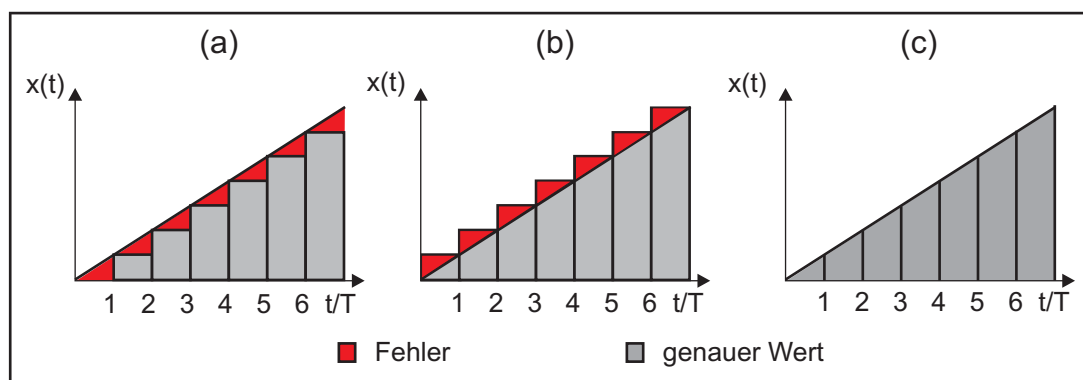 (a) (b) (c)
x(t) x(t) x(t)
1 2 3 4 5 6 t/T 1 2 3 4 5 6 t/T 1 2 3 4 5 6 t/T
Fehler genauer Wert